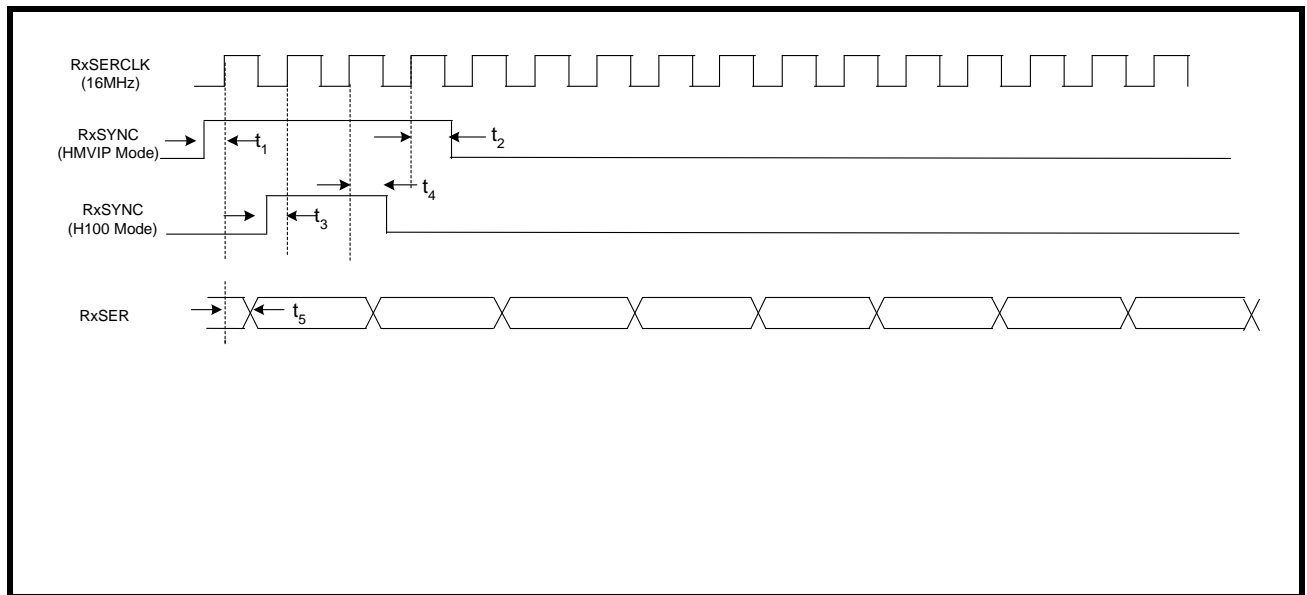 RxSERCLK
(16MHz)
RxSYNC
(HMVIP Mode)
t1
t2
t4
RxSYNC
(H100 Mode)
t3
RxSER
t5